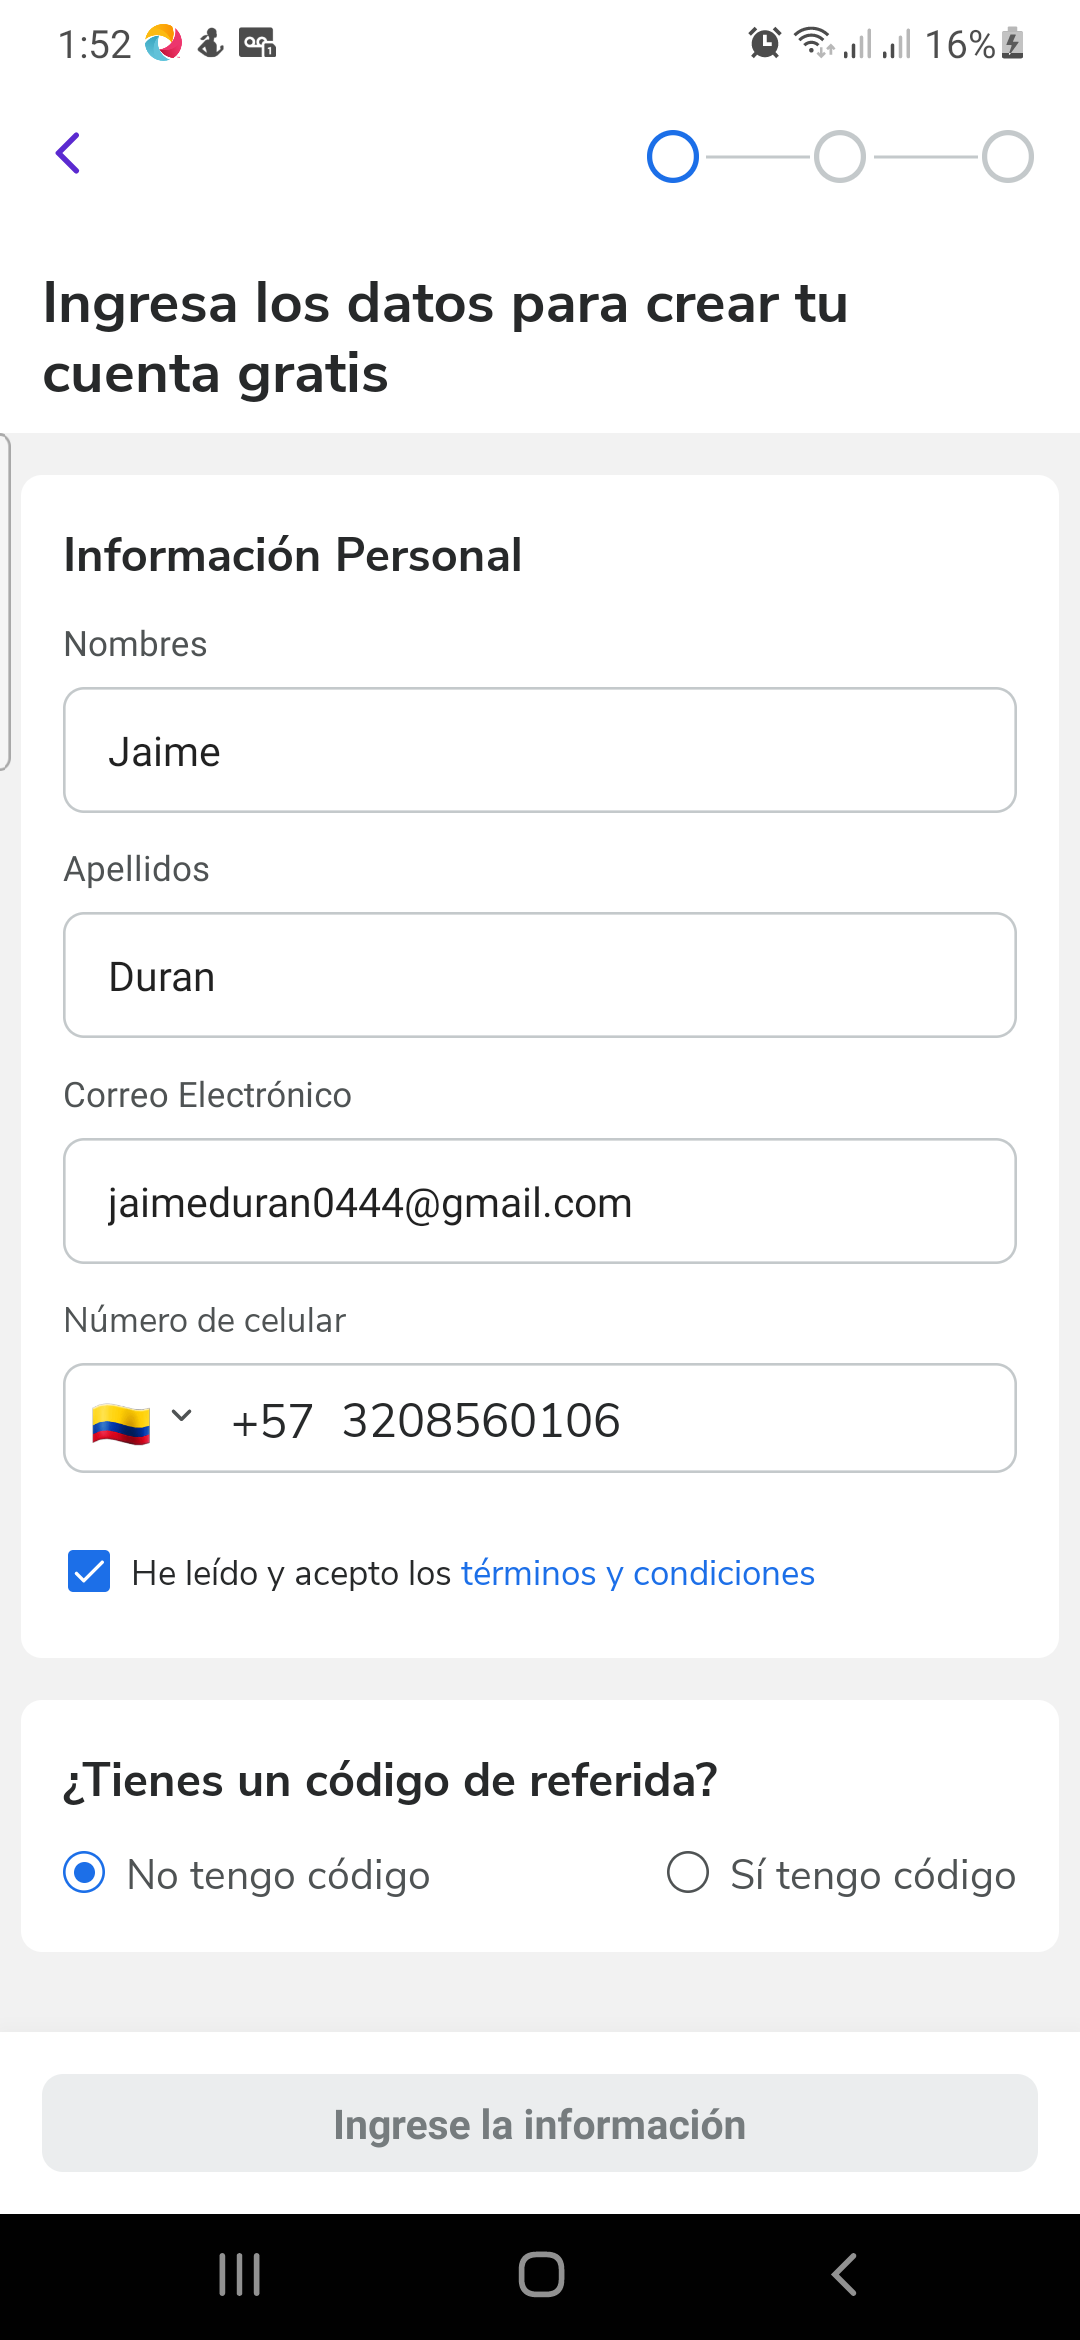 1:52
16%
Ingresa los datos para crear tu
cuenta gratis
Información Personal
Nombres
Jaime
Apellidos
Duran
Correo Electrónico
jaimeduran0444@gmail.com
Número de celular
+57 3208560106
He leído y acepto los términos y condiciones
¿Tienes un código de referida?
No tengo código
Sí tengo código
Ingrese la información